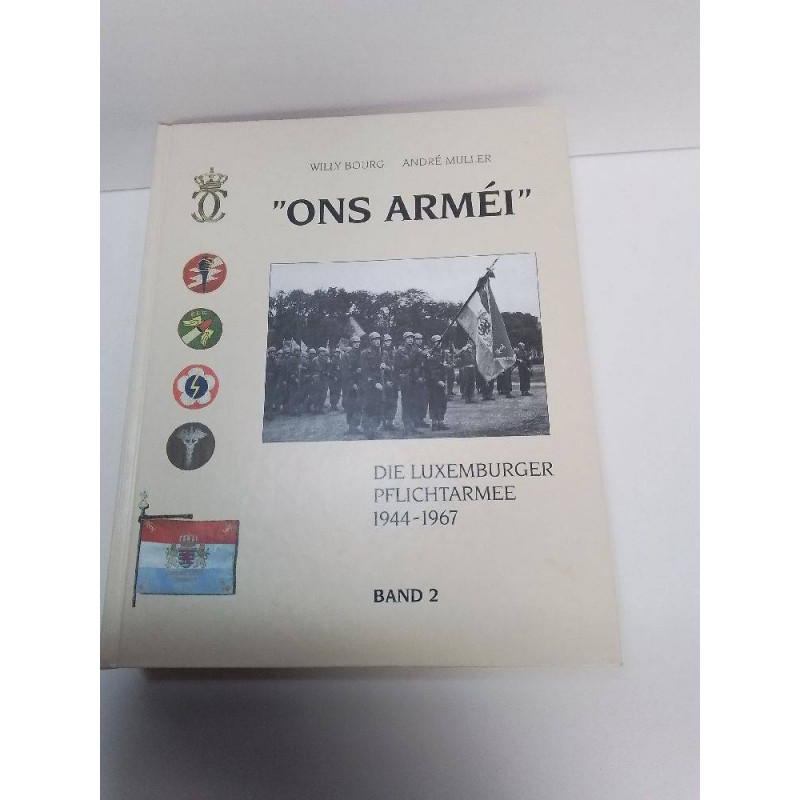 WILLY BOURG ANDRÉ MULLER
"ONS ARMÉI"
DIE LUXEMBURGER
PFLICHTARMEE
1944-1967
BAND 2